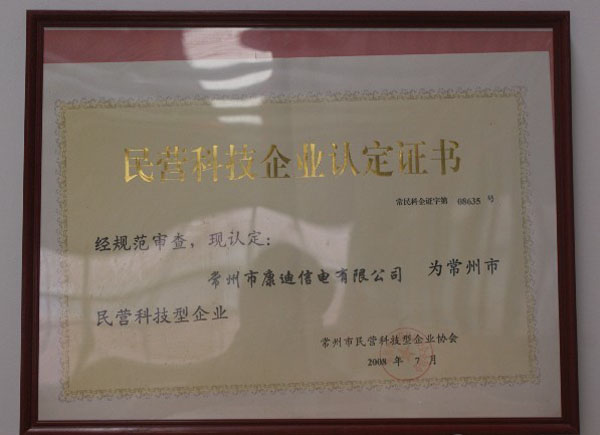 民营科技企业认定证书
常民科企证字第 08635 号
经规范审查，现认定：
常州市康迪信电有限公司 为常州市
民营科技型企业
常州市民营科技型企业协会
2008 年 7 月